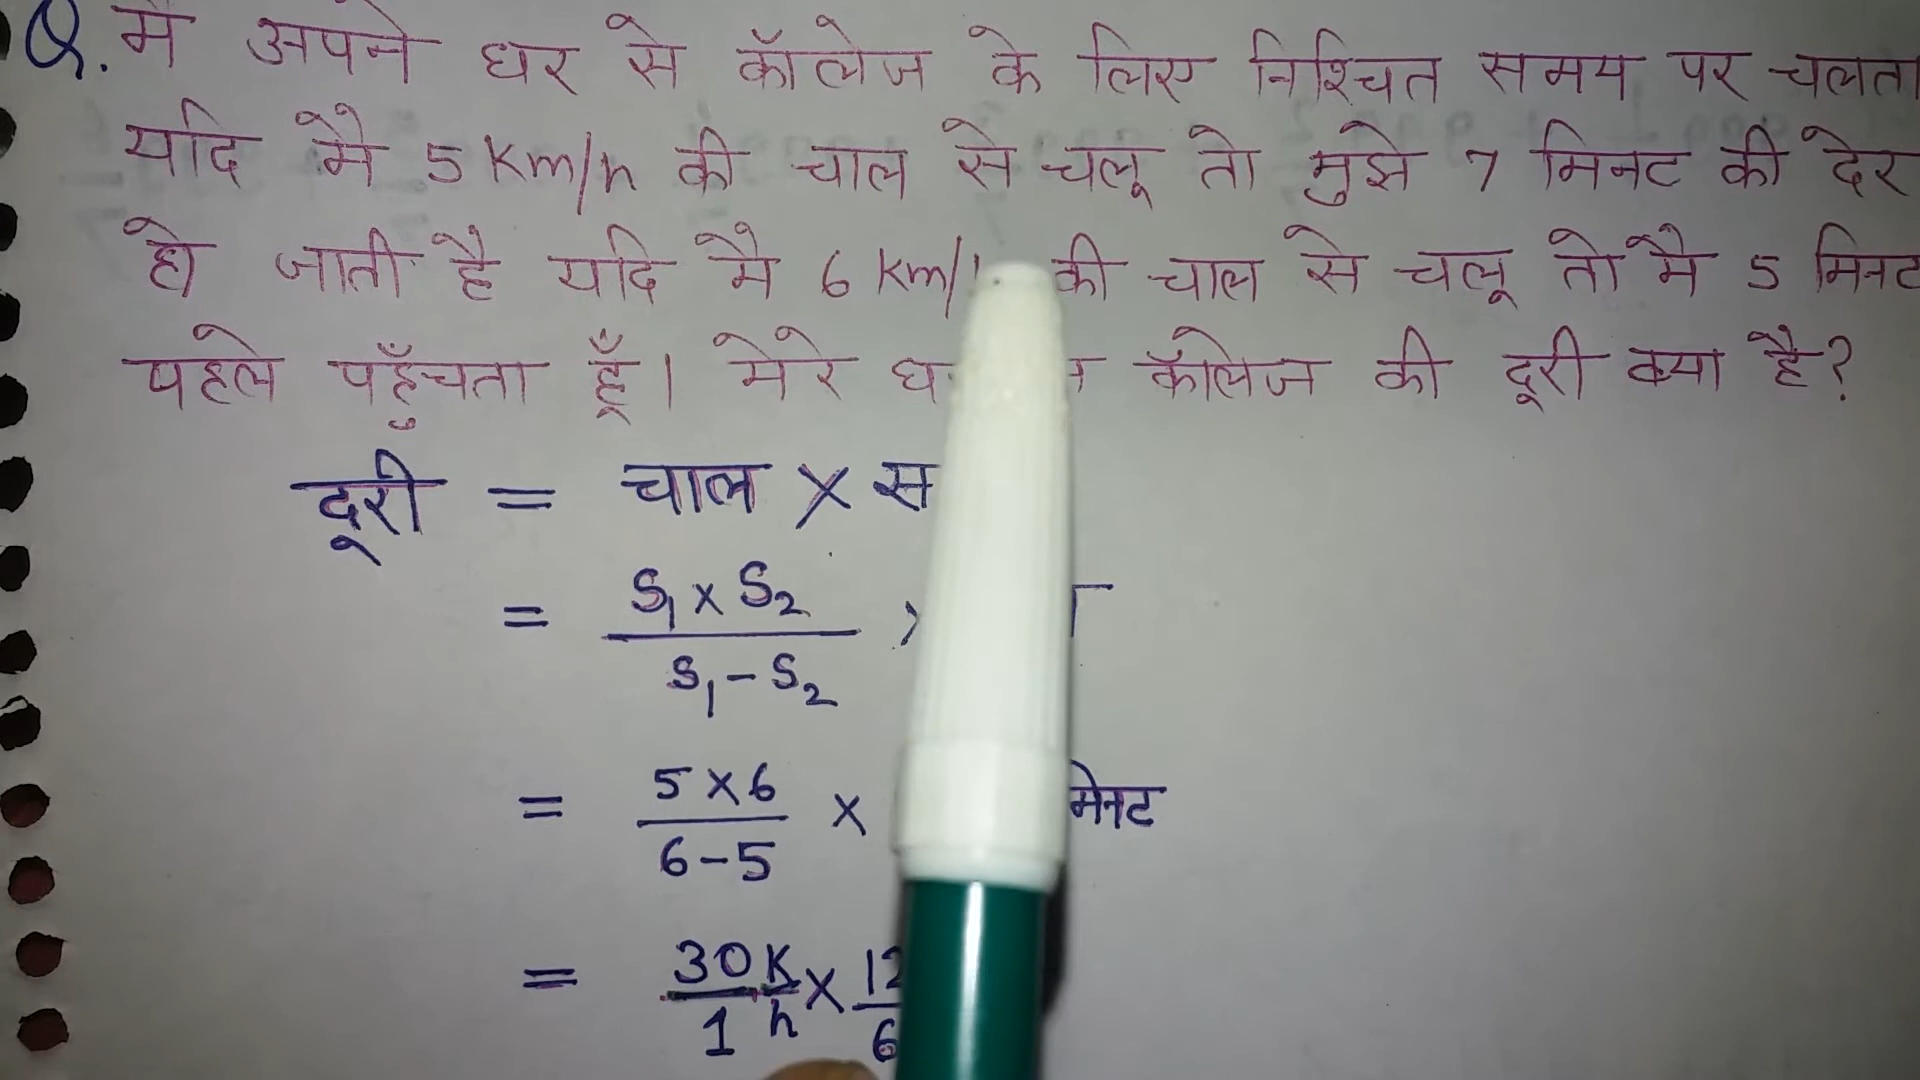 Q. मै अपने घर से कॉलेज के लिए निश्चित समय पर चलता
यदि मै 5 Km/h की चाल से चलू तो मुझे 7 मिनट की देर
हो जाती है यदि मै 6 Km/ की चाल से चलू तो मै 5 मिनट
पहले पहुँचता हूँ। मेरे कॉलेज की दूरी क्या है?
दूरी = चाल × स
= S₁ × S₂
S₁ - S₂
= 5 × 6 × मिनट
6 - 5
= 30 K × 12
1 h 6